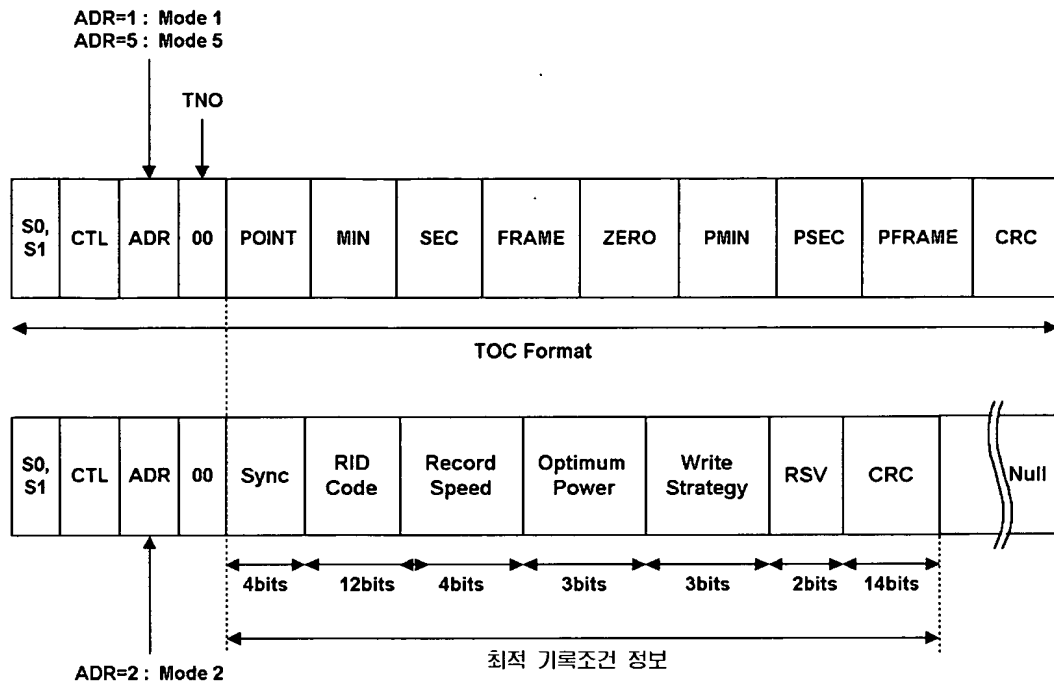 ADR=1 : Mode 1
ADR=5 : Mode 5
TNO
S0, S1 CTL ADR 00 POINT MIN SEC FRAME ZERO PMIN PSEC PFRAME CRC
TOC Format
S0, S1 CTL ADR 00 Sync RID Code Record Speed Optimum Power Write Strategy RSV CRC Null
4bits 12bits 4bits 3bits 3bits 2bits 14bits
최적 기록조건 정보
ADR=2 : Mode 2